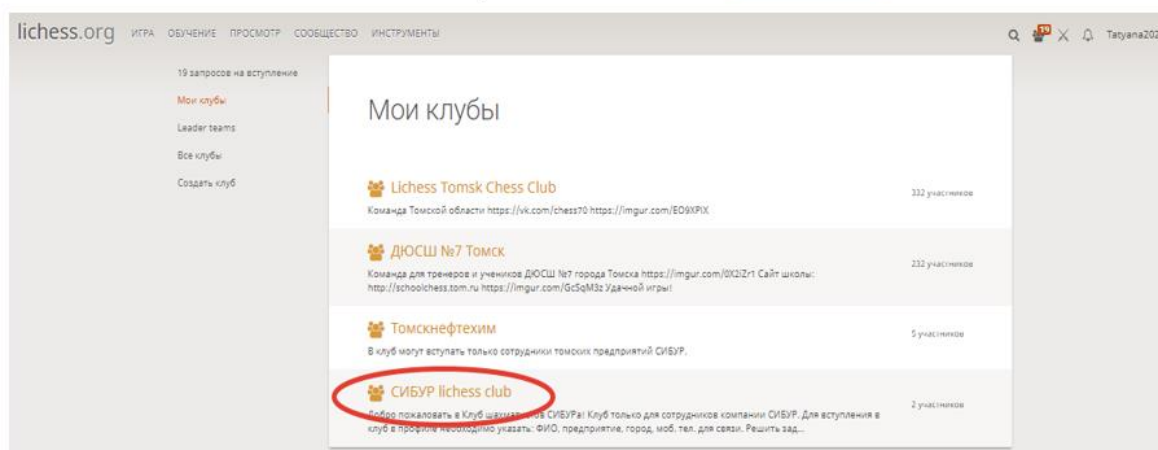 lichess.org ИГРА ОБУЧЕНИЕ ПРОСМОТР СООБЩЕСТВО ИНСТРУМЕНТЫ 19 Tatyana202
19 запросов на вступление
Мои клубы
Leader teams
Все клубы
Создать клуб
Мои клубы
Lichess Tomsk Chess Club
332 участников
Команда Томской области https://vk.com/chess70 https://imgur.com/EO9XPIX
ДЮСШ №7 Томск
232 участников
Команда для тренеров и учеников ДЮСШ №7 города Томска https://imgur.com/0X2iZr1 Сайт школы:
http://schoolchess.tom.ru https://imgur.com/GcSqM3z Удачной игры!
Томскнефтехим
5 участников
В клуб могут вступать только сотрудники томских предприятий СИБУР.
СИБУР lichess club
2 участников
Добро пожаловать в Клуб шахматистов СИБУРа! Клуб только для сотрудников компании СИБУР. Для вступления в
клуб в профиле необходимо указать: ФИО, предприятие, город, моб. тел. для связи. Решить зад...